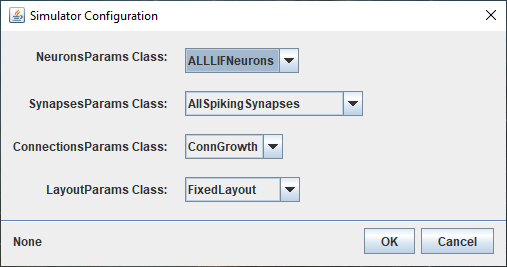 Simulator Configuration
NeuronsParams Class: ALLLIFNeurons
SynapsesParams Class: AllSpikingSynapses
ConnectionsParams Class: ConnGrowth
LayoutParams Class: FixedLayout
None OK Cancel